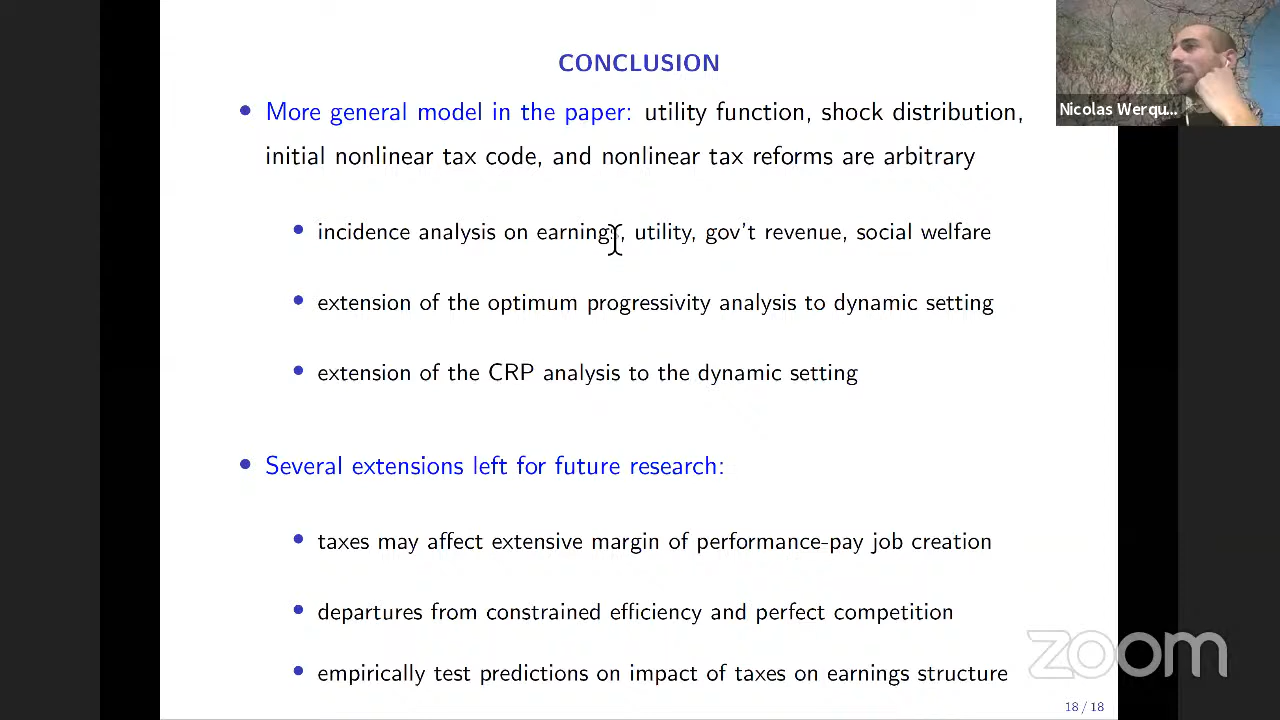 CONCLUSION
More general model in the paper: utility function, shock distribution,
initial nonlinear tax code, and nonlinear tax reforms are arbitrary
incidence analysis on earnings, utility, gov't revenue, social welfare
extension of the optimum progressivity analysis to dynamic setting
extension of the CRP analysis to the dynamic setting
Several extensions left for future research:
taxes may affect extensive margin of performance-pay job creation
departures from constrained efficiency and perfect competition
empirically test predictions on impact of taxes on earnings structure
18 / 18
Nicolas Werqu...
zoom